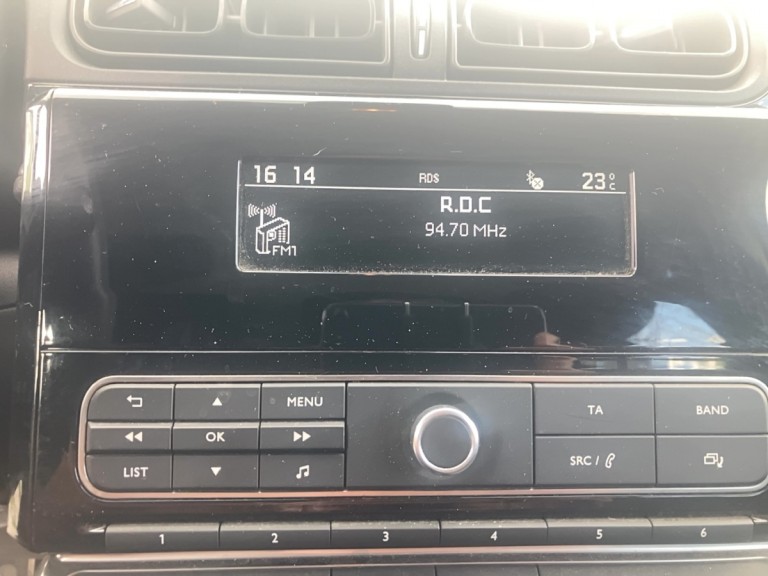 16 14 RDS 23°C
R.D.C
94.70 MHz
FM1
MENU TA BAND
OK
LIST SRC /
1 2 3 4 5 6